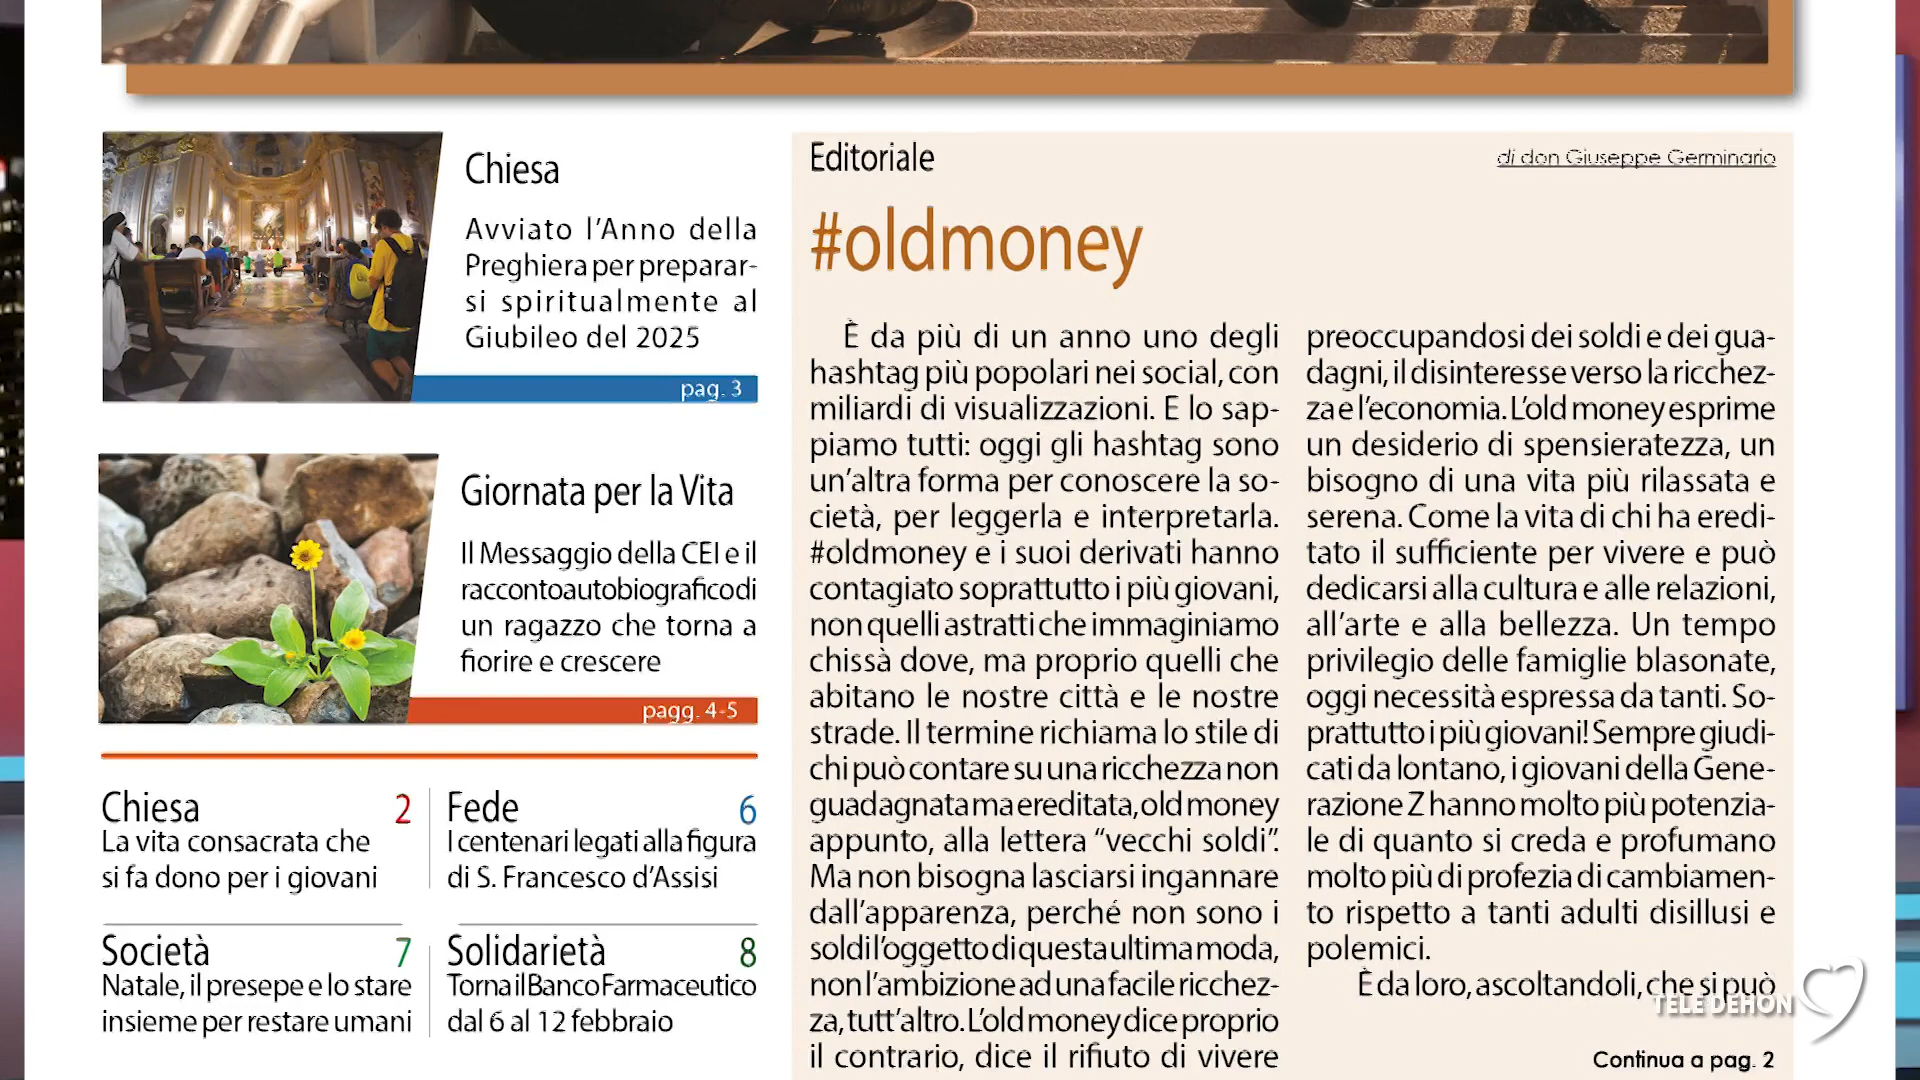 Chiesa
Avviato l’Anno della
Preghiera per preparar-
si spiritualmente al
Giubileo del 2025
pag. 3
Giornata per la Vita
Il Messaggio della CEI e il
racconto autobiografico di
un ragazzo che torna a
fiorire e crescere
pagg. 4-5
Chiesa 2
La vita consacrata che
si fa dono per i giovani
Fede 6
I centenari legati alla figura
di S. Francesco d’Assisi
Società 7
Natale, il presepe e lo stare
insieme per restare umani
Solidarietà 8
Torna il Banco Farmaceutico
dal 6 al 12 febbraio
Editoriale
di don Giuseppe Germinario
#oldmoney
È da più di un anno uno degli
hashtag più popolari nei social, con
miliardi di visualizzazioni. E lo sap-
piamo tutti: oggi gli hashtag sono
un’altra forma per conoscere la so-
cietà, per leggerla e interpretarla.
#oldmoney e i suoi derivati hanno
contagiato soprattutto i più giovani,
non quelli astratti che immaginiamo
chissà dove, ma proprio quelli che
abitano le nostre città e le nostre
strade. Il termine richiama lo stile di
chi può contare su una ricchezza non
guadagnata ma ereditata, old money
appunto, alla lettera “vecchi soldi”.
Ma non bisogna lasciarsi ingannare
dall’apparenza, perché non sono i
soldi l’oggetto di questa ultima moda,
non l’ambizione ad una facile ricchez-
za, tutt’altro. L’old money dice proprio
il contrario, dice il rifiuto di vivere
preoccupandosi dei soldi e dei gua-
dagni, il disinteresse verso la ricchez-
za e l’economia. L’old money esprime
un desiderio di spensieratezza, un
bisogno di una vita più rilassata e
serena. Come la vita di chi ha eredi-
tato il sufficiente per vivere e può
dedicarsi alla cultura e alle relazioni,
all’arte e alla bellezza. Un tempo
privilegio delle famiglie blasonate,
oggi necessità espressa da tanti. So-
prattutto i più giovani! Sempre giudi-
cati da lontano, i giovani della Gene-
razione Z hanno molto più potenzia-
le di quanto si creda e profumano
molto più di profezia di cambiamen-
to rispetto a tanti adulti disillusi e
polemici.
È da loro, ascoltandoli, che si può
Continua a pag. 2
TELE DEHON